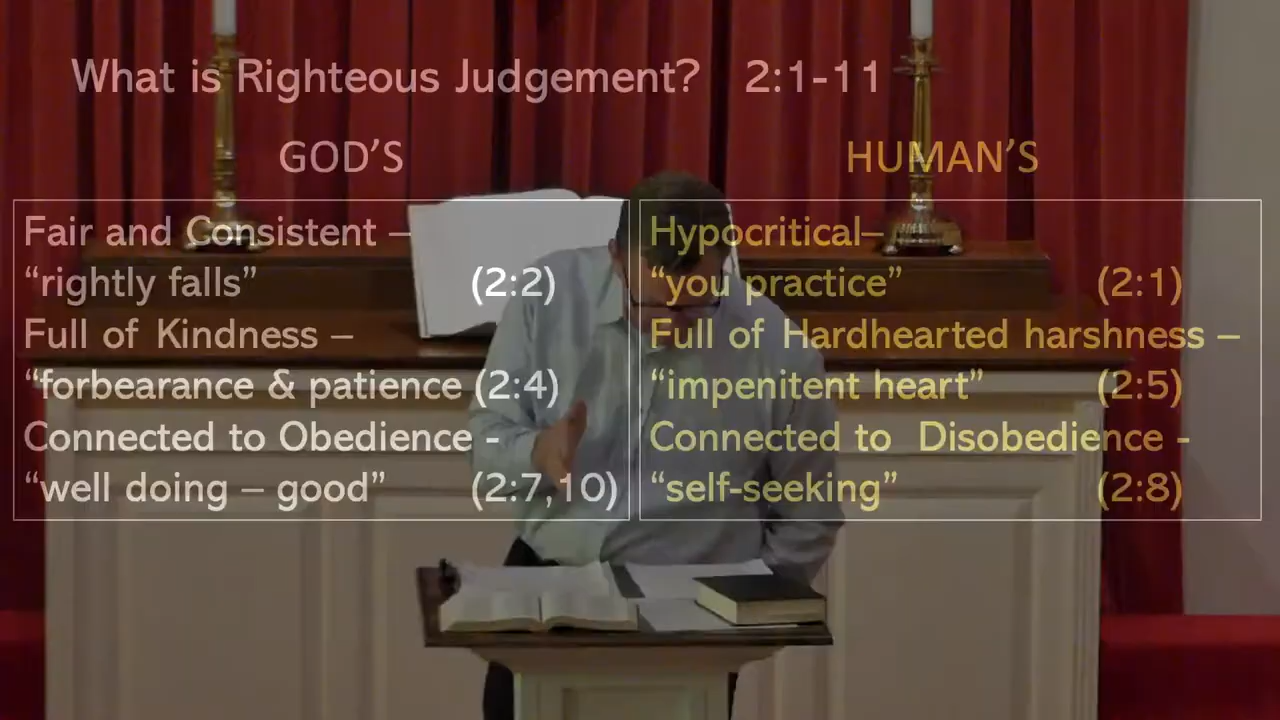 What is Righteous Judgement? 2:1-11
GOD'S
Fair and Consistent –
“rightly falls” (2:2)
Full of Kindness –
“forbearance & patience (2:4)
Connected to Obedience -
“well doing – good” (2:7,10)
HUMAN'S
Hypocritical–
“you practice” (2:1)
Full of Hardhearted harshness –
“impenitent heart” (2:5)
Connected to Disobedience -
“self-seeking” (2:8)